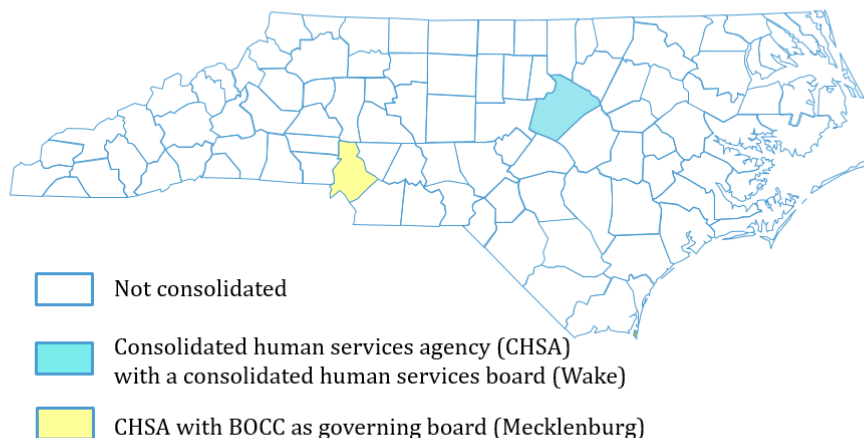 Not consolidated
Consolidated human services agency (CHSA)
with a consolidated human services board (Wake)
CHSA with BOCC as governing board (Mecklenburg)